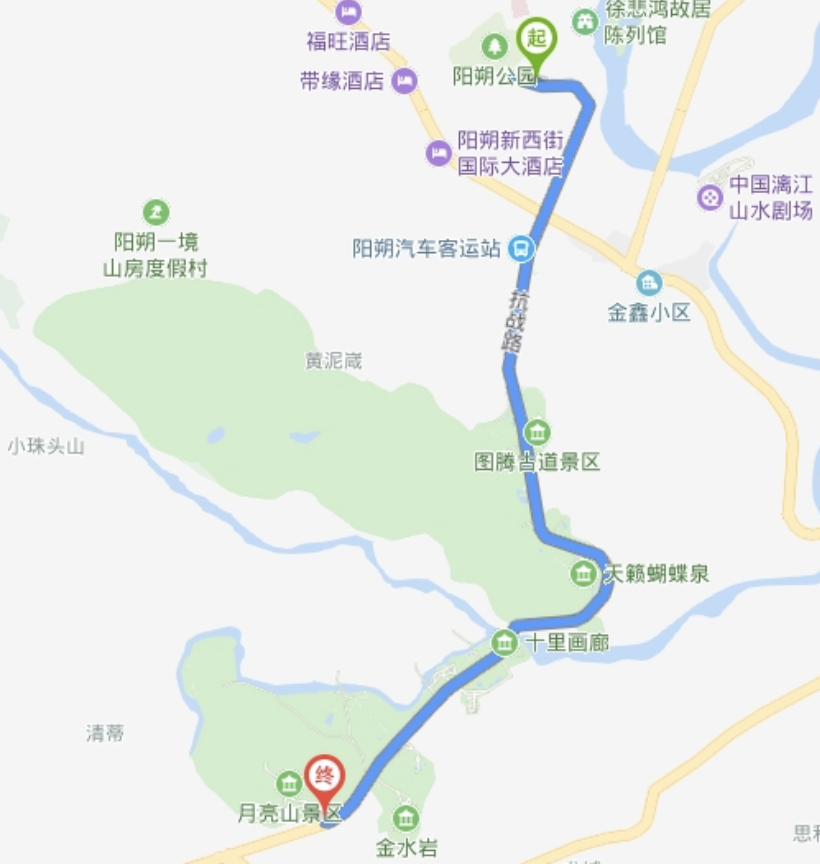 徐悲鸿故居
陈列馆
福旺酒店
起
带缘酒店
阳朔公园
阳朔新西街
国际大酒店
中国漓江
山水剧场
阳朔一境
山房度假村
阳朔汽车客运站
抗战路
金鑫小区
黄泥崴
小珠头山
图腾古道景区
天籁蝴蝶泉
十里画廊
清蒂
终
月亮山景区
金水岩